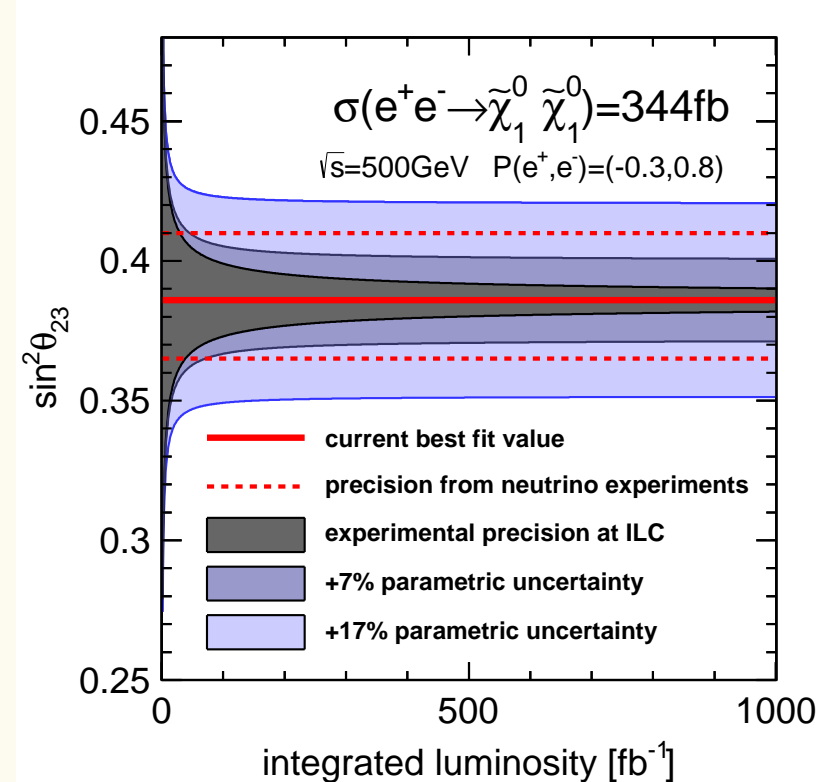 σ(e⁺e⁻→χ̃₁⁰ χ̃₁⁰)=344fb
√s=500GeV P(e⁺,e⁻)=(-0.3,0.8)
0.45
0.4
0.35
0.3
0.25
sin²θ₂₃
current best fit value
precision from neutrino experiments
experimental precision at ILC
+7% parametric uncertainty
+17% parametric uncertainty
0 500 1000
integrated luminosity [fb⁻¹]